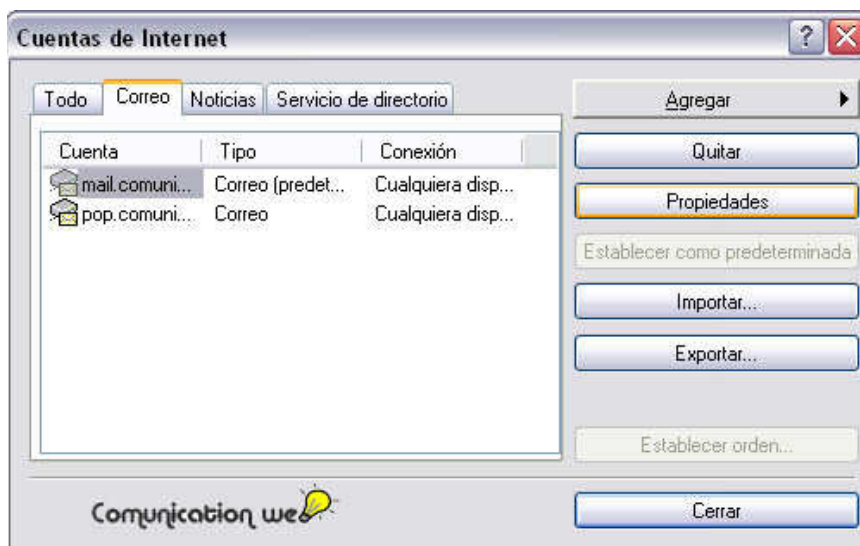 Cuentas de Internet
Todo Correo Noticias Servicio de directorio
Cuenta Tipo Conexión
mail.comuni... Correo (predet... Cualquiera disp...
pop.comuni... Correo Cualquiera disp...
Agregar
Quitar
Propiedades
Establecer como predeterminada
Importar...
Exportar...
Establecer orden...
Comunication web
Cerrar